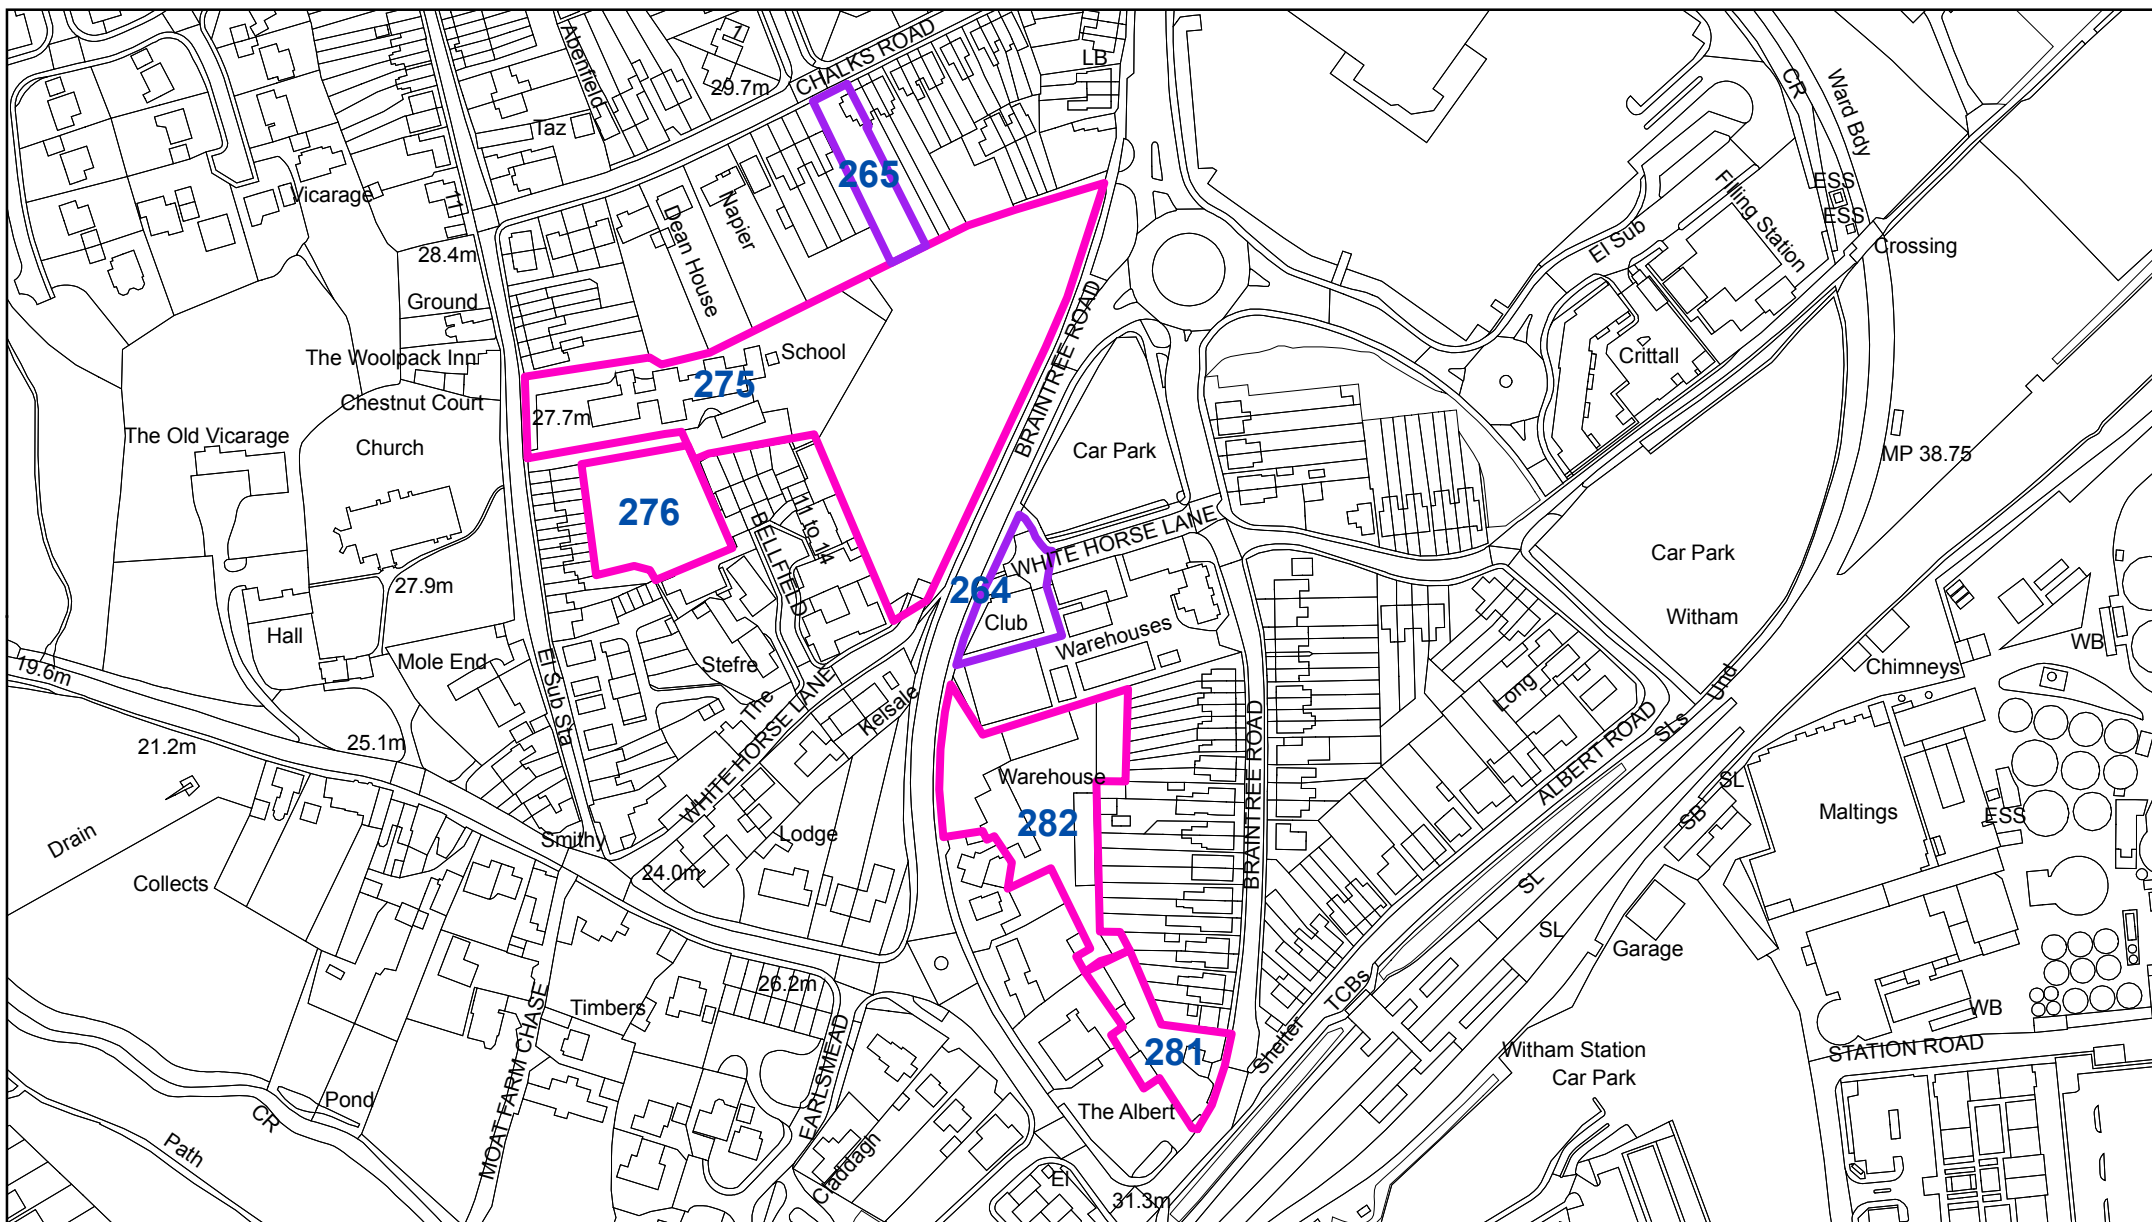 CHALKS ROAD
Abenfield
1
29.7m
LB
CR
Ward Bdy
Taz
Vicarage
11
265
ESS
ESS
Filling Station
Napier
Dean House
El Sub
Crossing
28.4m
Ground
The Woolpack Inn
School
BRAINTREE ROAD
Crittall
Chestnut Court
275
27.7m
The Old Vicarage
Church
Car Park
MP 38.75
276
BELLFIELD
11 to 14
WHITE HORSE LANE
Car Park
27.9m
264
Club
Witham
Hall
Warehouses
WB
Mole End
El Sub Sta
Stefre
The
Chimneys
19.6m
Kelsale
WHITE HORSE LANE
Long
Und
21.2m
25.1m
BRAINTREE ROAD
ALBERT ROAD
SLs
Warehouse
SL
282
SB
Maltings
ESS
Drain
Smithy
Lodge
Collects
24.0m
SL
SL
Garage
26.2m
TCBs
Timbers
MOAT FARM CHASE
EARLSMEAD
Shelter
WB
281
Witham Station
Car Park
STATION ROAD
Pond
CR
The Albert
Path
Claddagh
El
31.3m